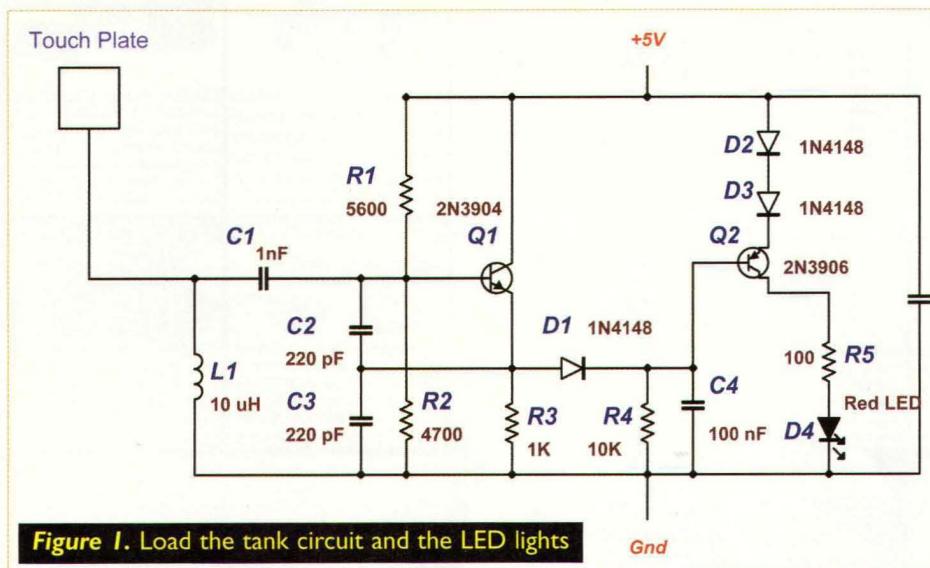 Touch Plate
+5V
D2 1N4148
R1
5600
2N3904
D3
1N4148
Q1
Q2
C1
1nF
2N3906
D1 1N4148
C2
220 pF
100 R5
L1
10 uH
C3
220 pF
R2
4700
R3
1K
R4
10K
C4
100 nF
Red LED
D4
Figure 1. Load the tank circuit and the LED lights
Gnd